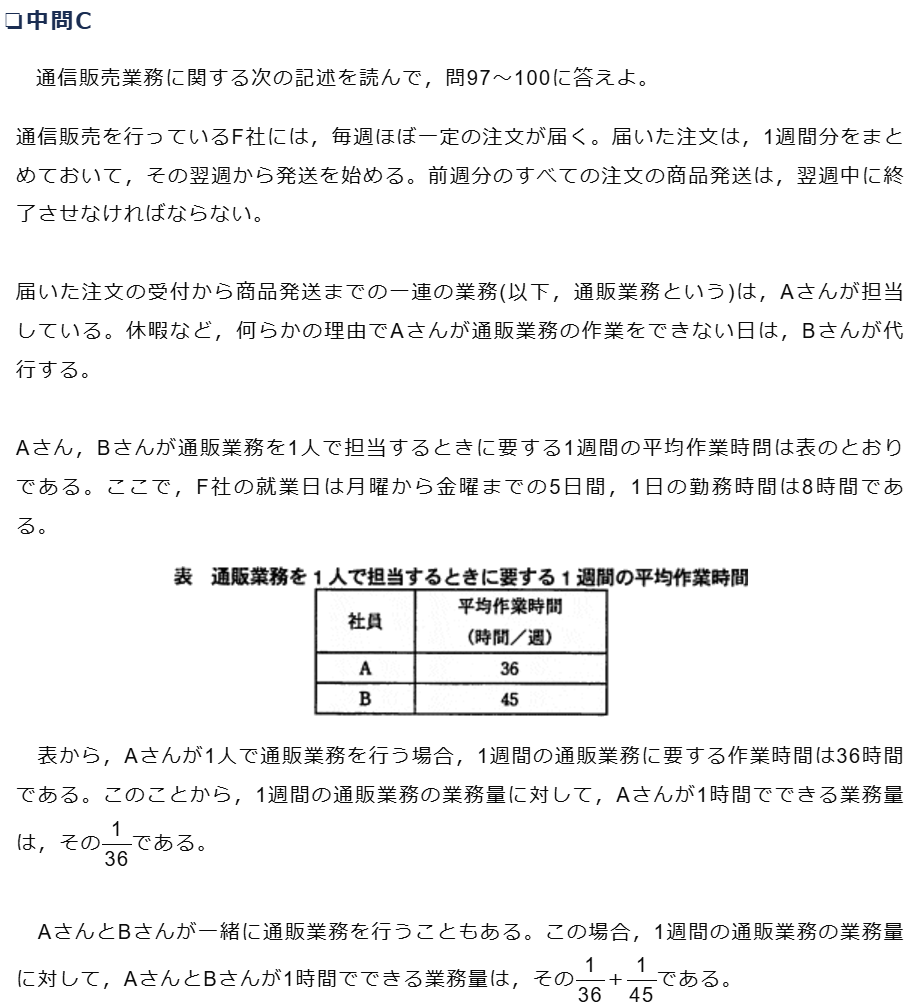 ❏中問C
通信販売業務に関する次の記述を読んで，問97～100に答えよ。
通信販売を行っているF社には，毎週ほぼ一定の注文が届く。届いた注文は，1週間分をまと
めておいて，その翌週から発送を始める。前週分のすべての注文の商品発送は，翌週中に終
了させなければならない。
届いた注文の受付から商品発送までの一連の業務(以下，通販業務という)は，Aさんが担当
している。休暇など，何らかの理由でAさんが通販業務の作業をできない日は，Bさんが代
行する。
Aさん，Bさんが通販業務を1人で担当するときに要する1週間の平均作業時間は表のとおり
である。ここで，F社の就業日は月曜から金曜までの5日間，1日の勤務時間は8時間であ
る。
表　通販業務を1人で担当するときに要する1週間の平均作業時間
社員 平均作業時間
(時間／週)
A 36
B 45
表から，Aさんが1人で通販業務を行う場合，1週間の通販業務に要する作業時間は36時間
である。このことから，1週間の通販業務の業務量に対して，Aさんが1時間でできる業務量
は，その1/36である。
AさんとBさんが一緒に通販業務を行うこともある。この場合，1週間の通販業務の業務量
に対して，AさんとBさんが1時間でできる業務量は，その1/36＋1/45である。